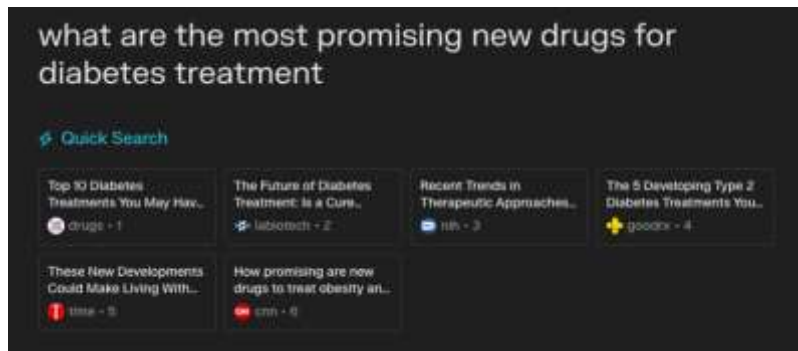 what are the most promising new drugs for
diabetes treatment
Quick Search
Top 10 Diabetes
Treatments You May Hav...
drugs · 1
The Future of Diabetes
Treatment: Is a Cure...
labiotech · 2
Recent Trends in
Therapeutic Approaches...
nih · 3
The 5 Developing Type 2
Diabetes Treatments You...
goodrx · 4
These New Developments
Could Make Living With...
time · 5
How promising are new
drugs to treat obesity an...
cnn · 6